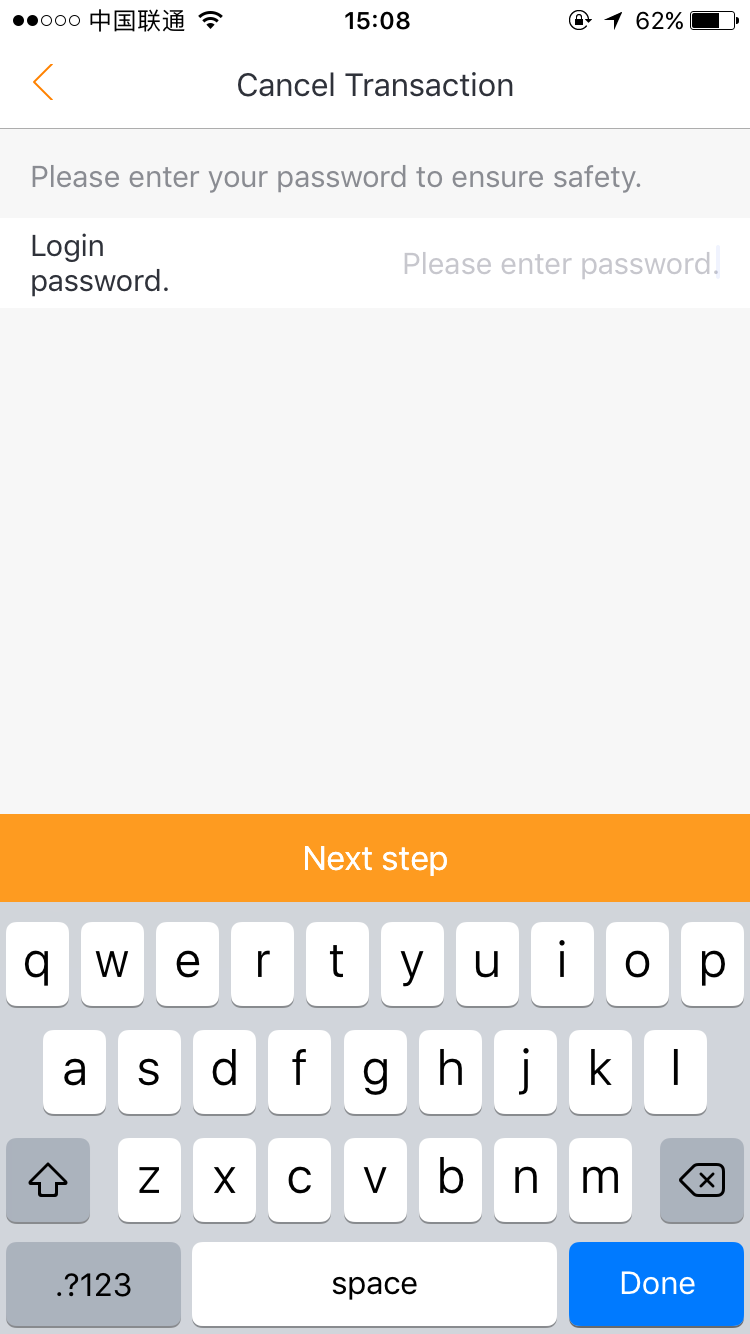 中国联通 15:08 62%
Cancel Transaction
Please enter your password to ensure safety.
Login
password.
Please enter password.
Next step
q w e r t y u i o p
a s d f g h j k l
z x c v b n m
.?123 space Done